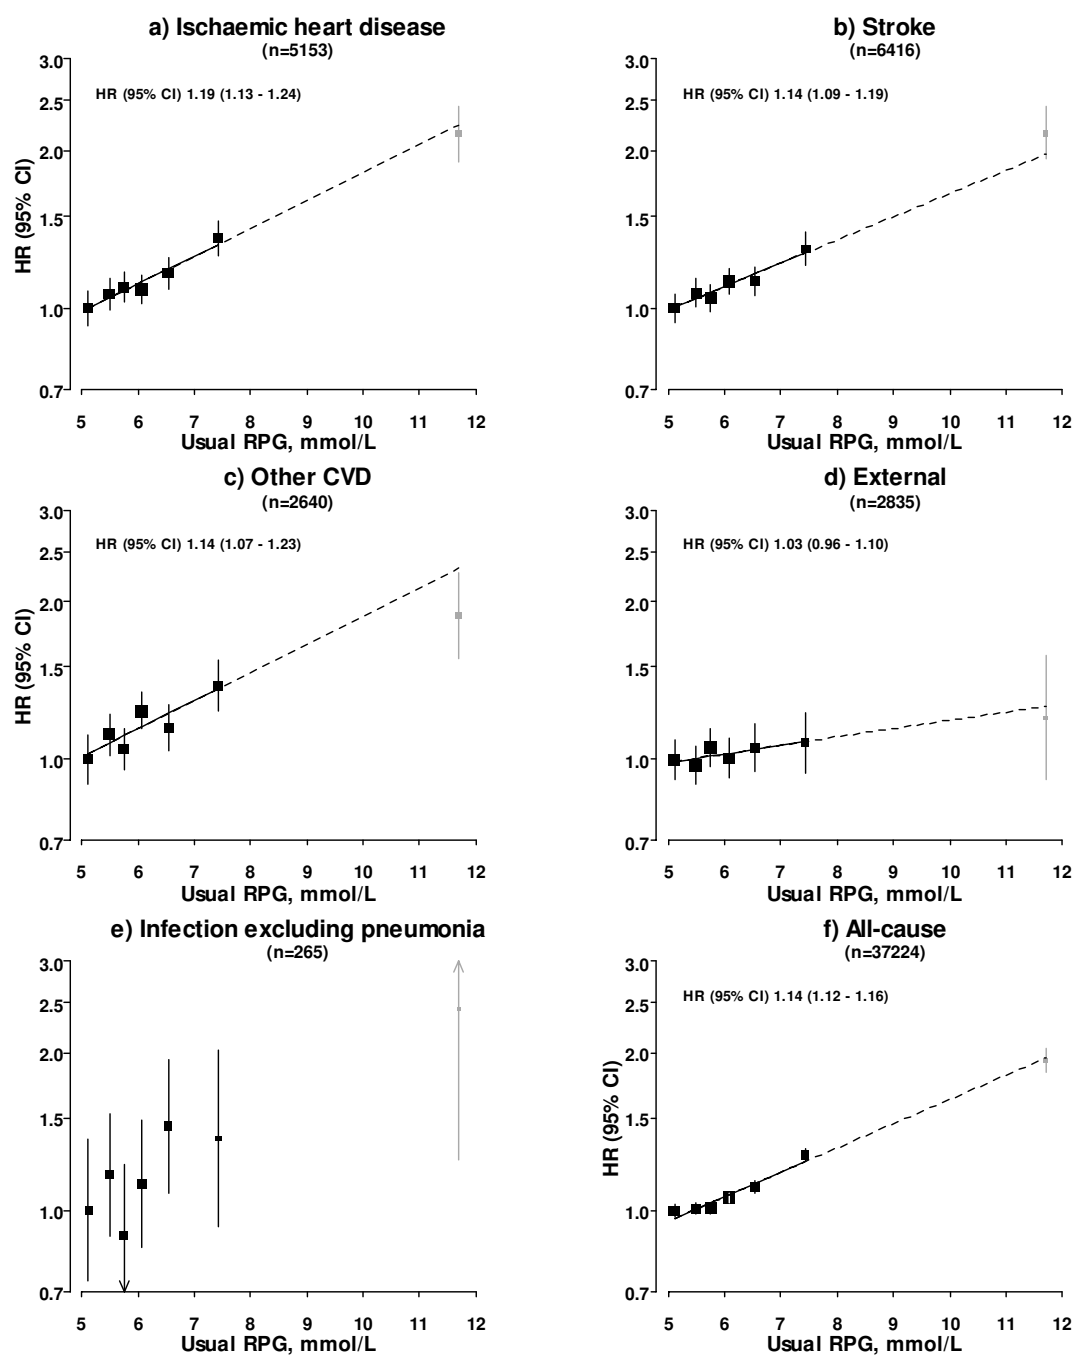 a) Ischaemic heart disease
(n=5153)
HR (95% CI) 1.19 (1.13 - 1.24)
HR (95% CI)
3.0
2.5
2.0
1.5
1.0
0.7
5 6 7 8 9 10 11 12
Usual RPG, mmol/L
b) Stroke
(n=6416)
HR (95% CI) 1.14 (1.09 - 1.19)
3.0
2.5
2.0
1.5
1.0
0.7
5 6 7 8 9 10 11 12
Usual RPG, mmol/L
c) Other CVD
(n=2640)
HR (95% CI) 1.14 (1.07 - 1.23)
HR (95% CI)
3.0
2.5
2.0
1.5
1.0
0.7
5 6 7 8 9 10 11 12
Usual RPG, mmol/L
d) External
(n=2835)
HR (95% CI) 1.03 (0.96 - 1.10)
3.0
2.5
2.0
1.5
1.0
0.7
5 6 7 8 9 10 11 12
Usual RPG, mmol/L
e) Infection excluding pneumonia
(n=265)
3.0
2.5
2.0
1.5
1.0
0.7
5 6 7 8 9 10 11 12
Usual RPG, mmol/L
f) All-cause
(n=37224)
HR (95% CI) 1.14 (1.12 - 1.16)
HR (95% CI)
3.0
2.5
2.0
1.5
1.0
0.7
5 6 7 8 9 10 11 12
Usual RPG, mmol/L